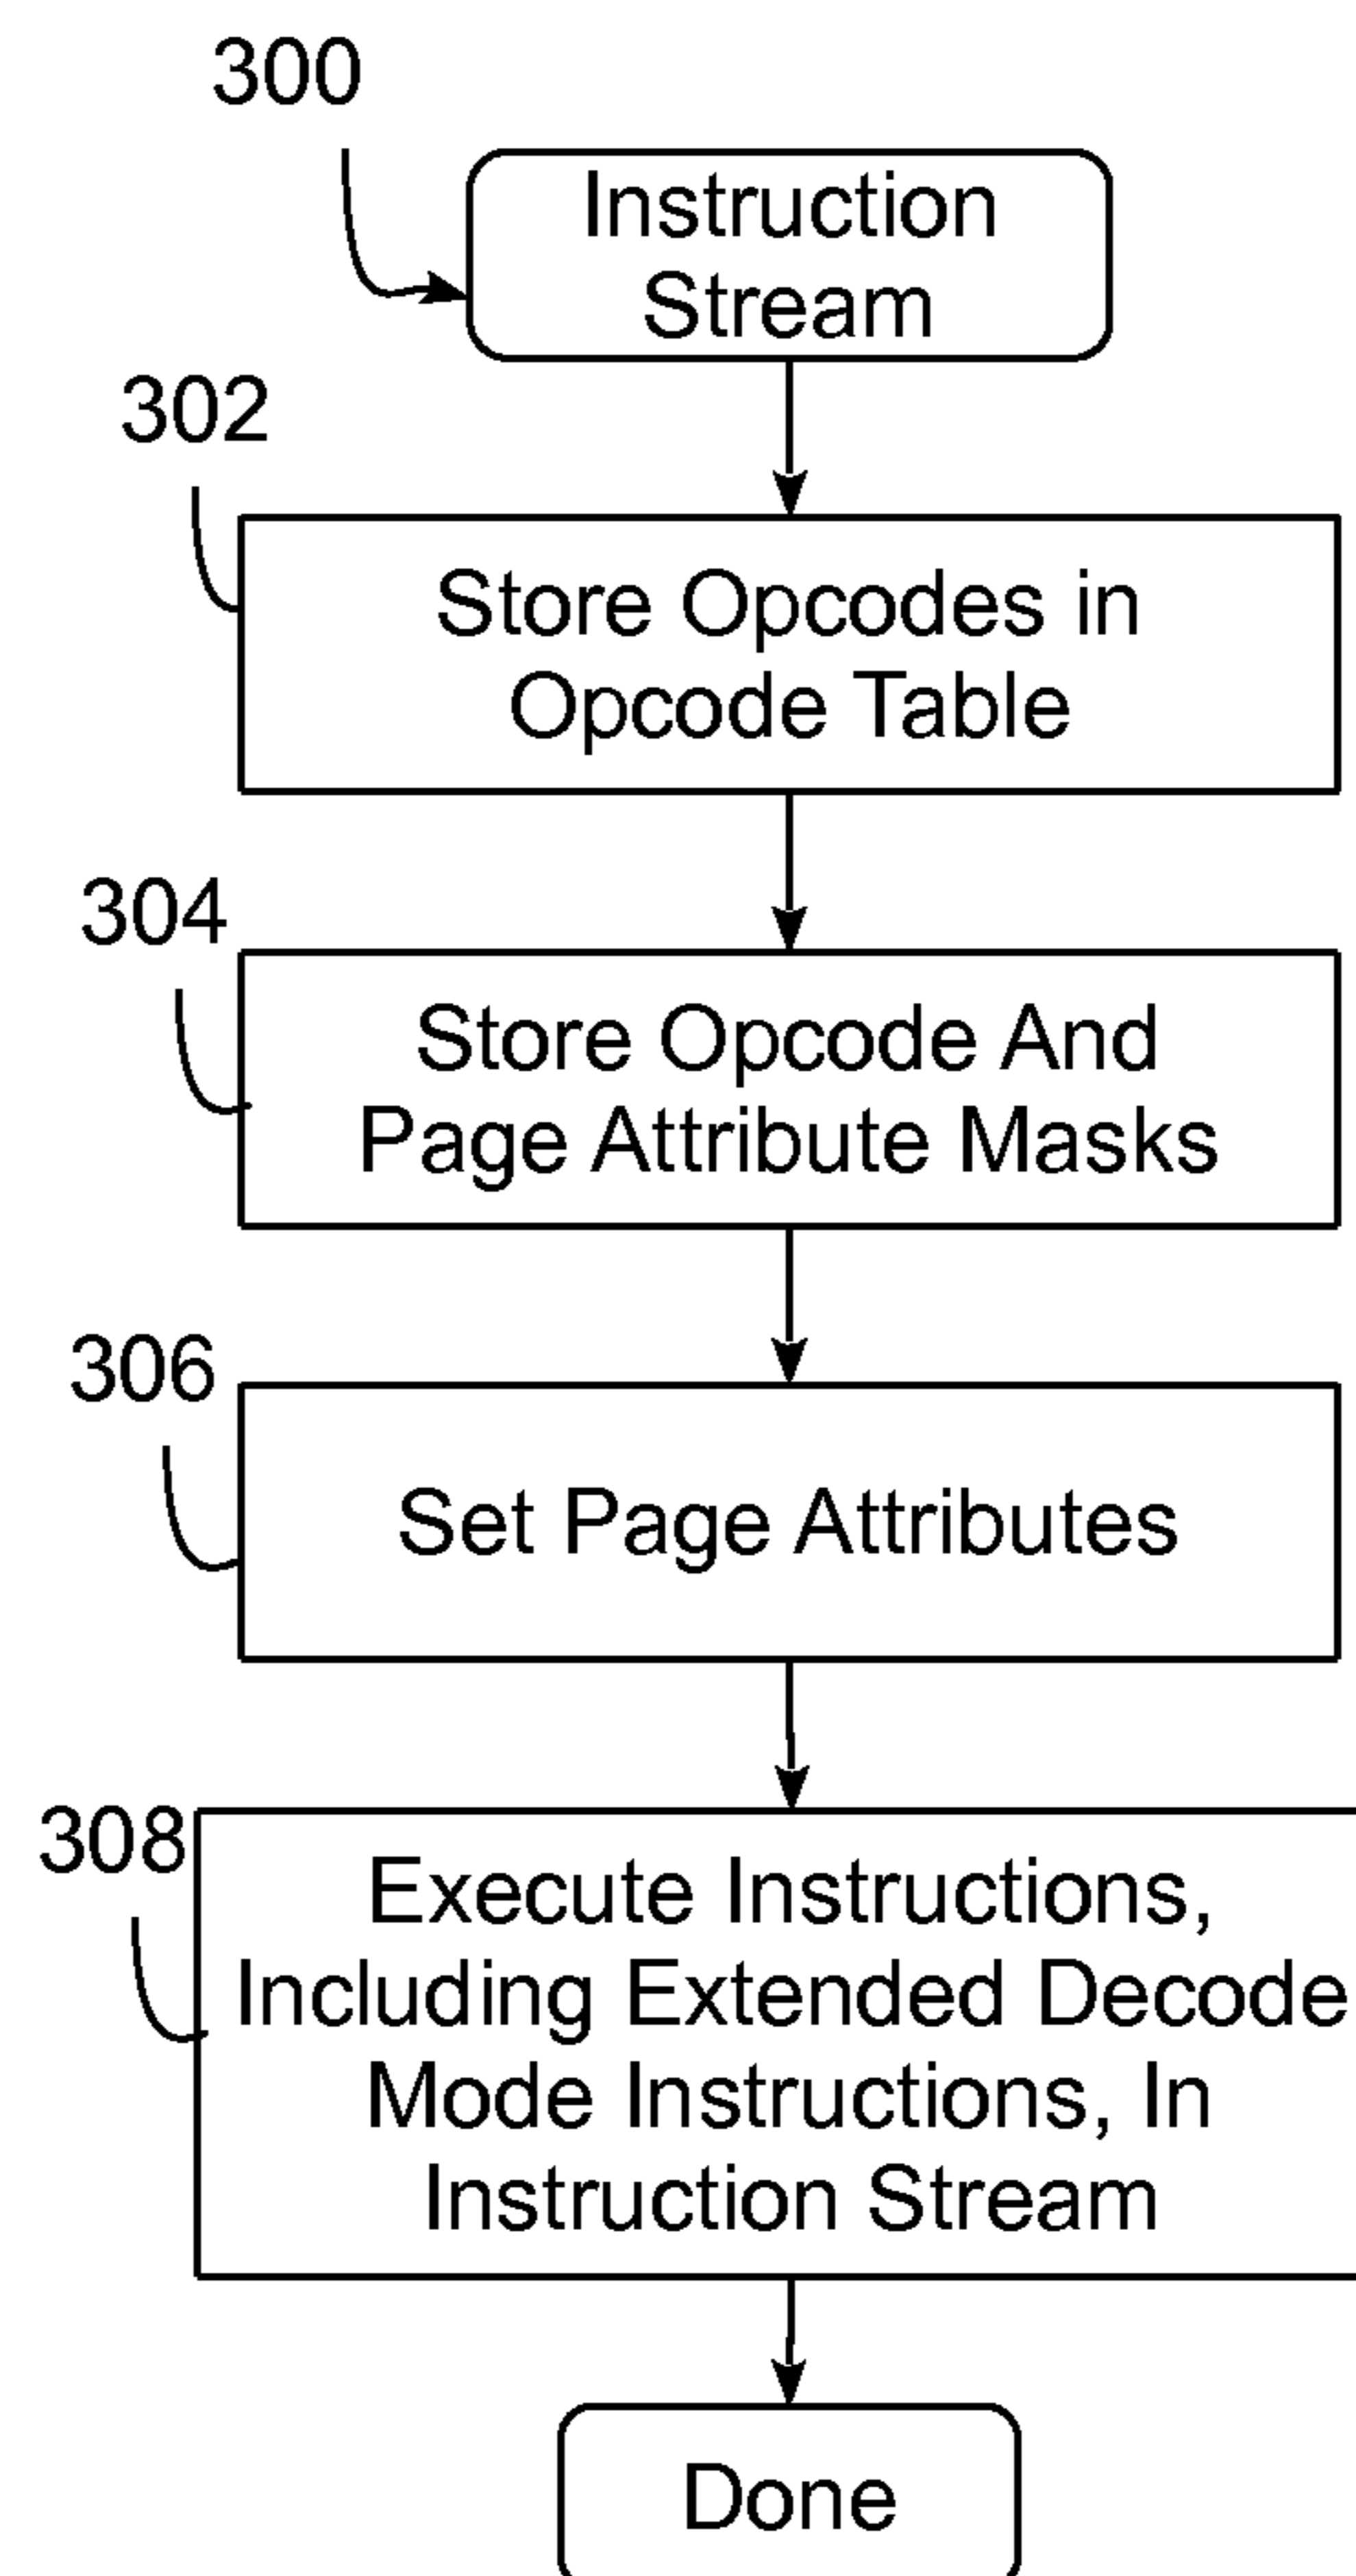 300
Instruction
Stream
302
Store Opcodes in
Opcode Table
304
Store Opcode And
Page Attribute Masks
306
Set Page Attributes
308
Execute Instructions,
Including Extended Decode
Mode Instructions, In
Instruction Stream
Done